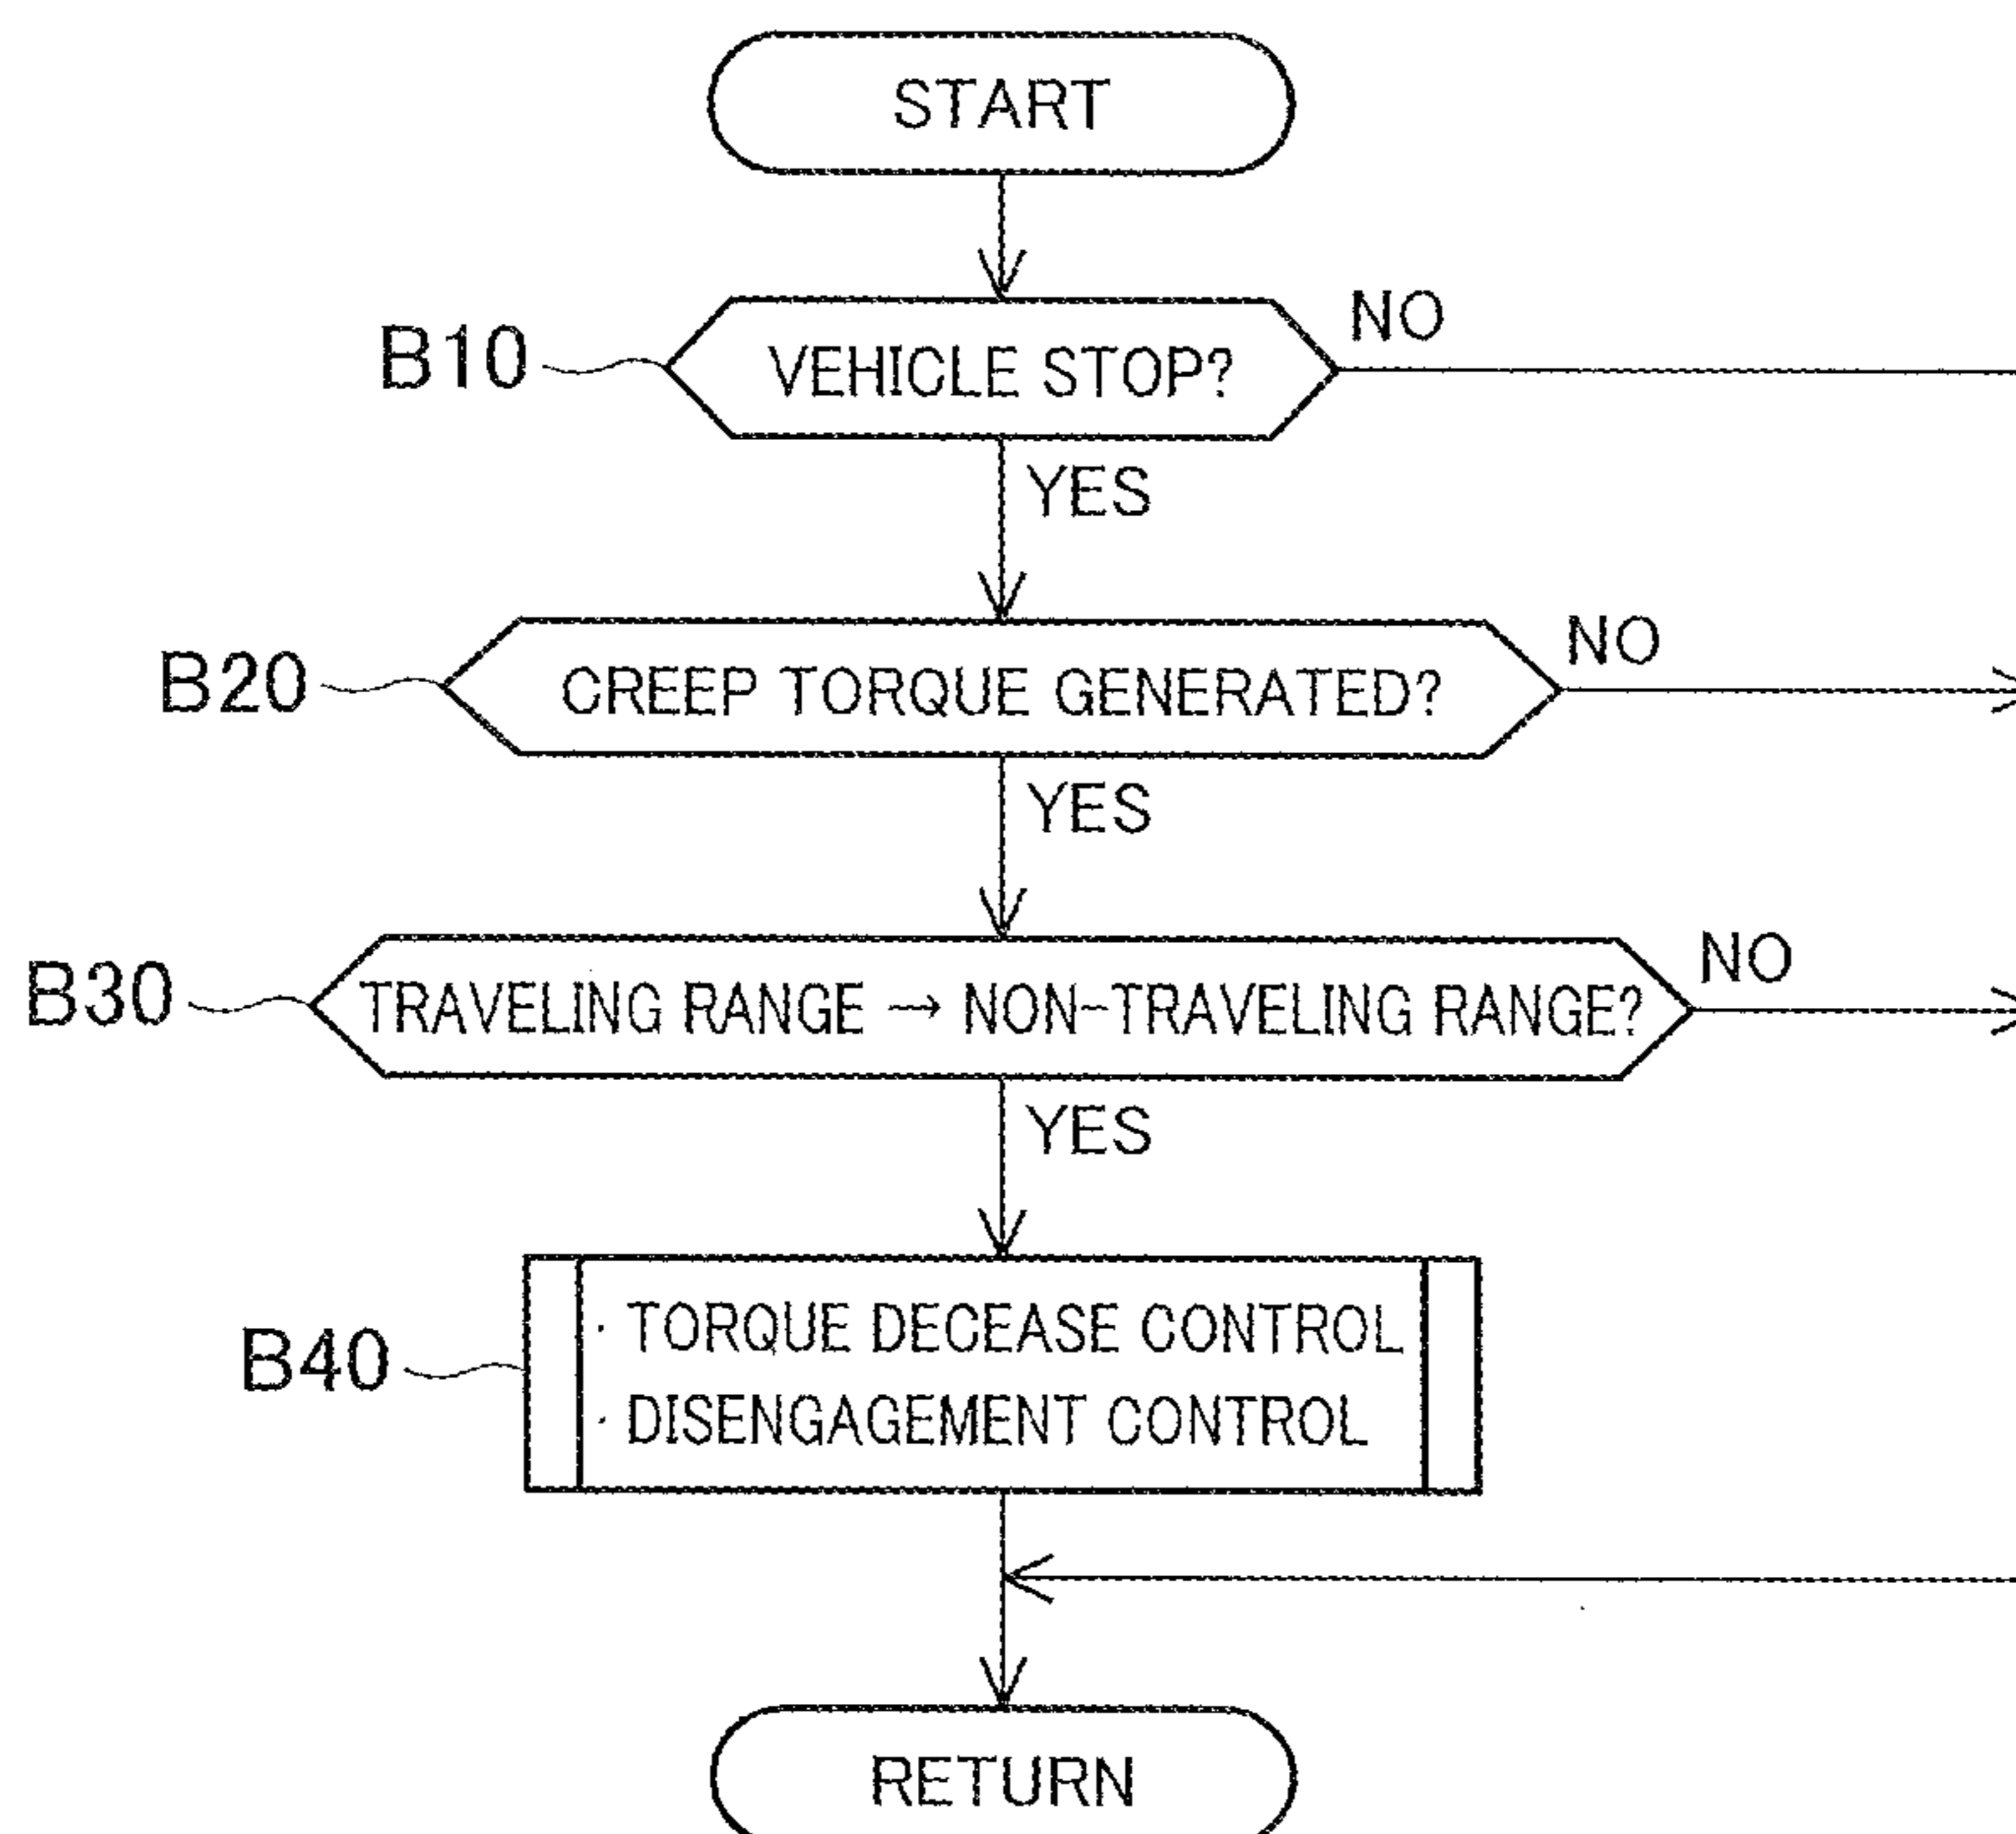 START
B10
VEHICLE STOP?
NO
YES
B20
CREEP TORQUE GENERATED?
NO
YES
B30
TRAVELING RANGE → NON-TRAVELING RANGE?
NO
YES
B40
· TORQUE DECEASE CONTROL
· DISENGAGEMENT CONTROL
RETURN